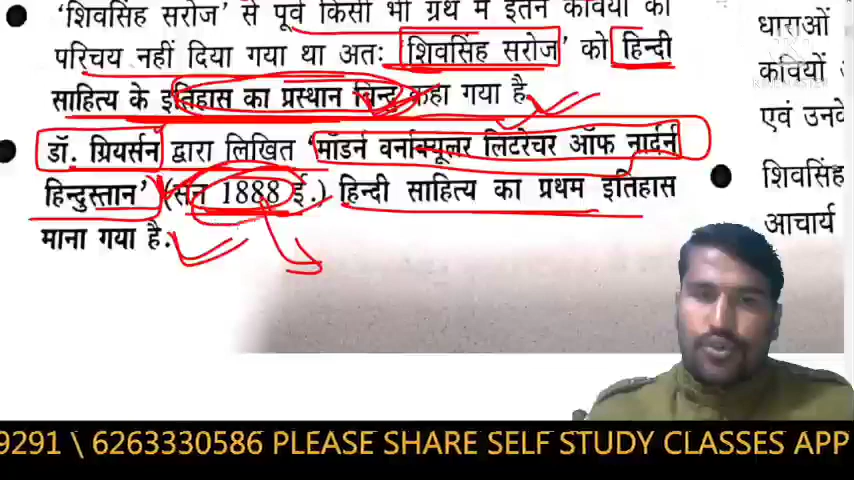 'शिवसिंह सरोज' से पूर्व किसी भी ग्रंथ में इतने कवियों का
परिचय नहीं दिया गया था अतः 'शिवसिंह सरोज' को हिन्दी
साहित्य के इतिहास का प्रस्थान बिन्दु कहा गया है
डॉ. ग्रियर्सन द्वारा लिखित 'मॉडर्न वर्नाक्यूलर लिटरेचर ऑफ नार्दर्न
हिन्दुस्तान' (सन 1888 ई.) हिन्दी साहित्य का प्रथम इतिहास
माना गया है.
धाराओं
कवियों
एवं उनके
शिवसिंह
आचार्य
KINEMASTER
9291 \ 6263330586 PLEASE SHARE SELF STUDY CLASSES APP